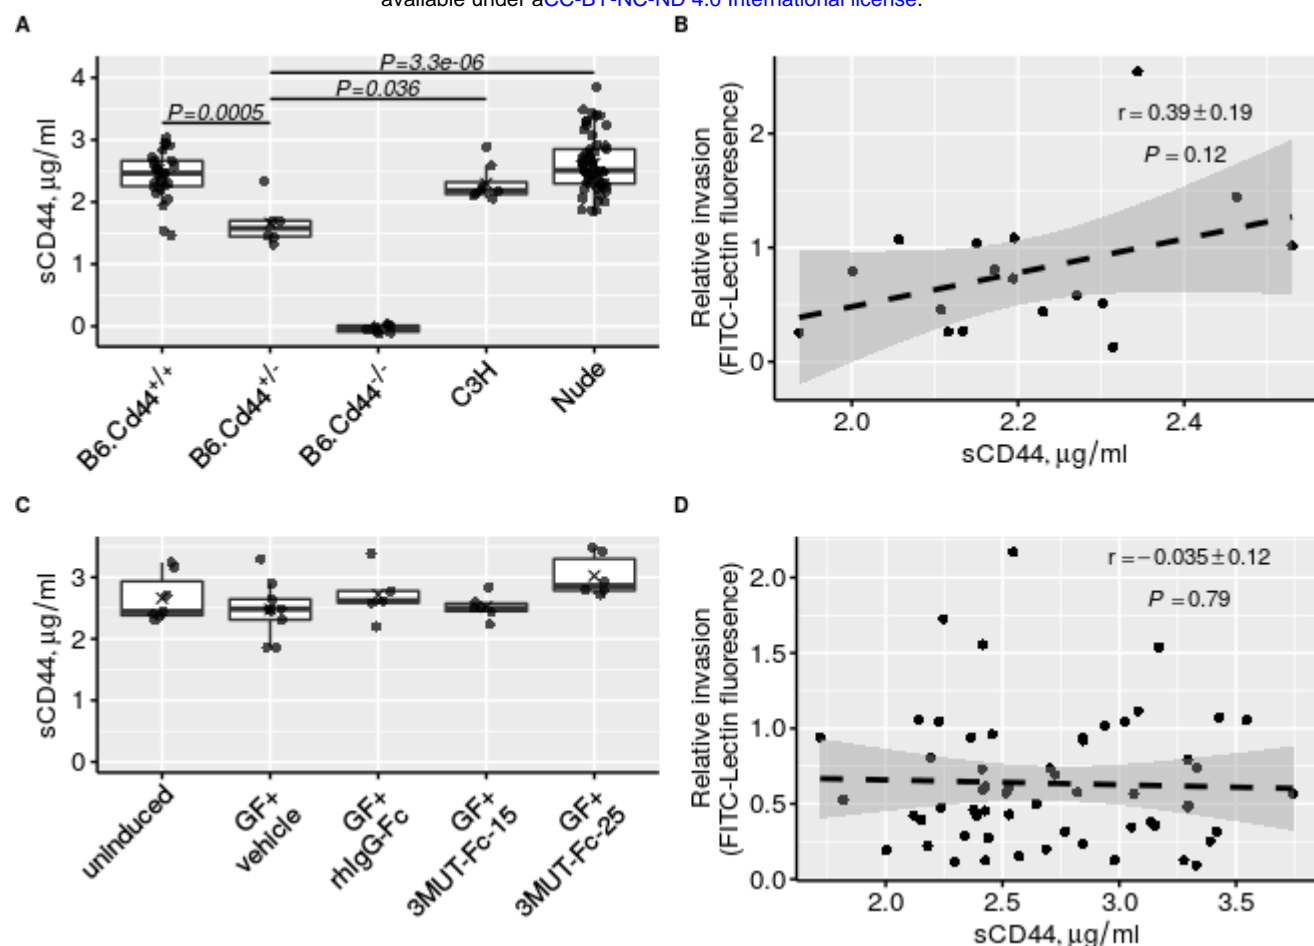 available under aCC-BY-NC-ND 4.0 International license.
A
P=3.3e-06
P=0.036
P=0.0005
sCD44, μg/ml
4
3
2
1
0
B6.Cd44+/+
B6.Cd44+/-
B6.Cd44-/-
C3H
Nude
B
r = 0.39 ± 0.19
P = 0.12
Relative invasion
(FITC-Lectin fluoresence)
2
1
0
2.0
2.2
2.4
sCD44, μg/ml
C
sCD44, μg/ml
3
2
1
0
uninduced
GF+
vehicle
GF+
rhIgG-Fc
GF+
3MUT-Fc-15
GF+
3MUT-Fc-25
D
r = −0.035 ± 0.12
P = 0.79
Relative invasion
(FITC-Lectin fluoresence)
2.0
1.5
1.0
0.5
0.0
2.0
2.5
3.0
3.5
sCD44, μg/ml